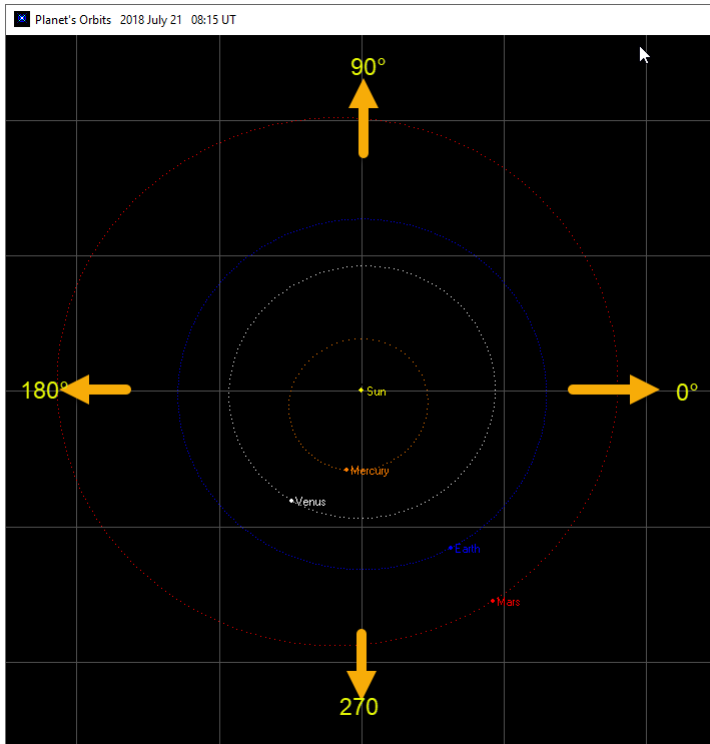 Planet's Orbits 2018 July 21 08:15 UT
90°
180°
Sun
0°
Mercury
Venus
Earth
Mars
270